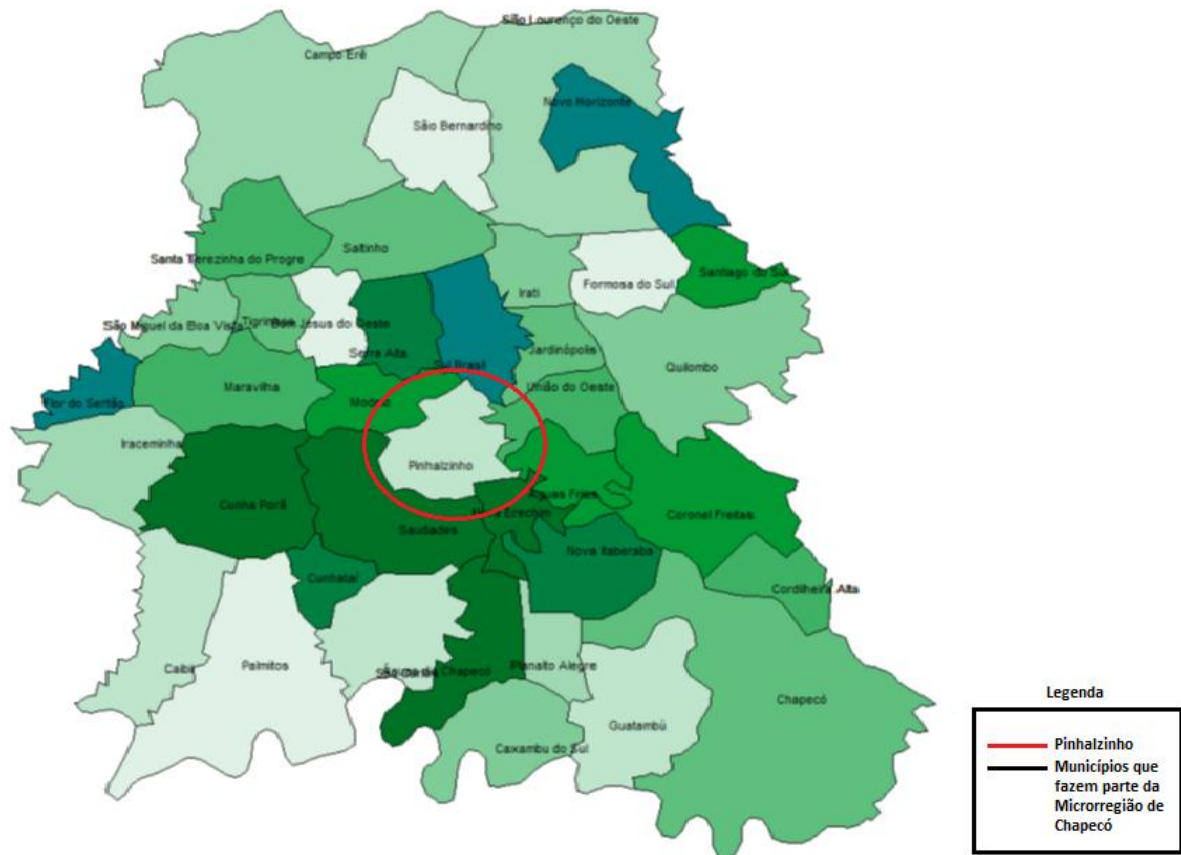 São Lourenço do Oeste
Campo Erê
Novo Horizonte
São Bernardino
Saltinho
Santa Terezinha do Progre
Santiago do Sul
Formosa do Sul
Irati
São Miguel da Boa Vista
Bom Jesus do Oeste
Serra Alta
Jardinópolis
Sul Brasil
Quilombo
Maravilha
União do Oeste
Flor do Sertão
Modelo
Iraceminha
Pinhalzinho
Águas Frias
Cunha Porã
Nova Erechim
Coronel Freitas
Saudades
Nova Itaberaba
Cunhataí
Cordilheira Alta
Caibi
Palmitos
Planalto Alegre
Chapecó
Guatambú
Caxambu do Sul
Legenda
Pinhalzinho
Municípios que
fazem parte da
Microrregião de
Chapecó